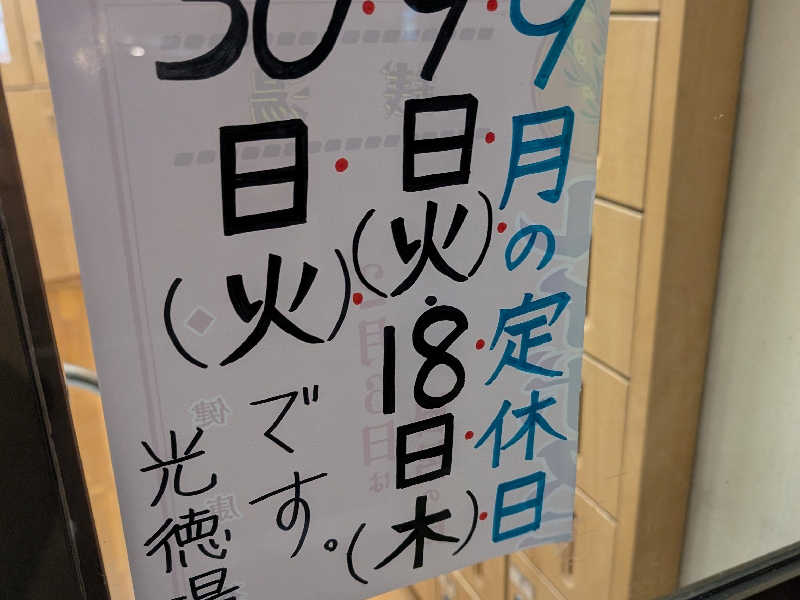 9月の定休日
9日(火)・18日(木)
30日(火)
です。
光徳湯